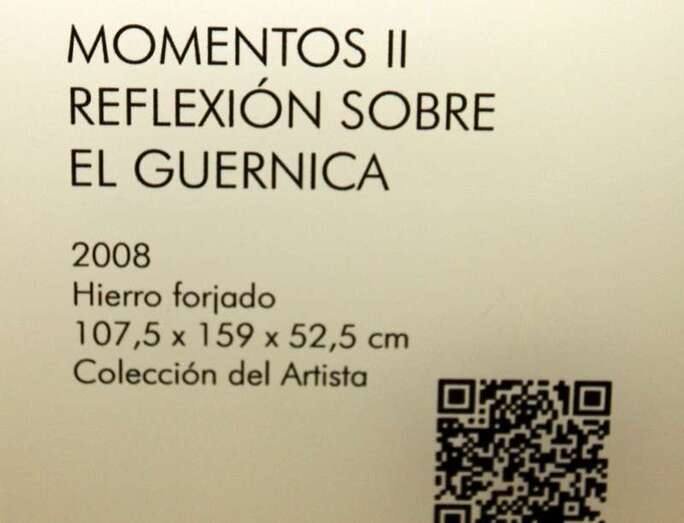 MOMENTOS II
REFLEXIÓN SOBRE
EL GUERNICA
2008
Hierro forjado
107,5 x 159 x 52,5 cm
Colección del Artista